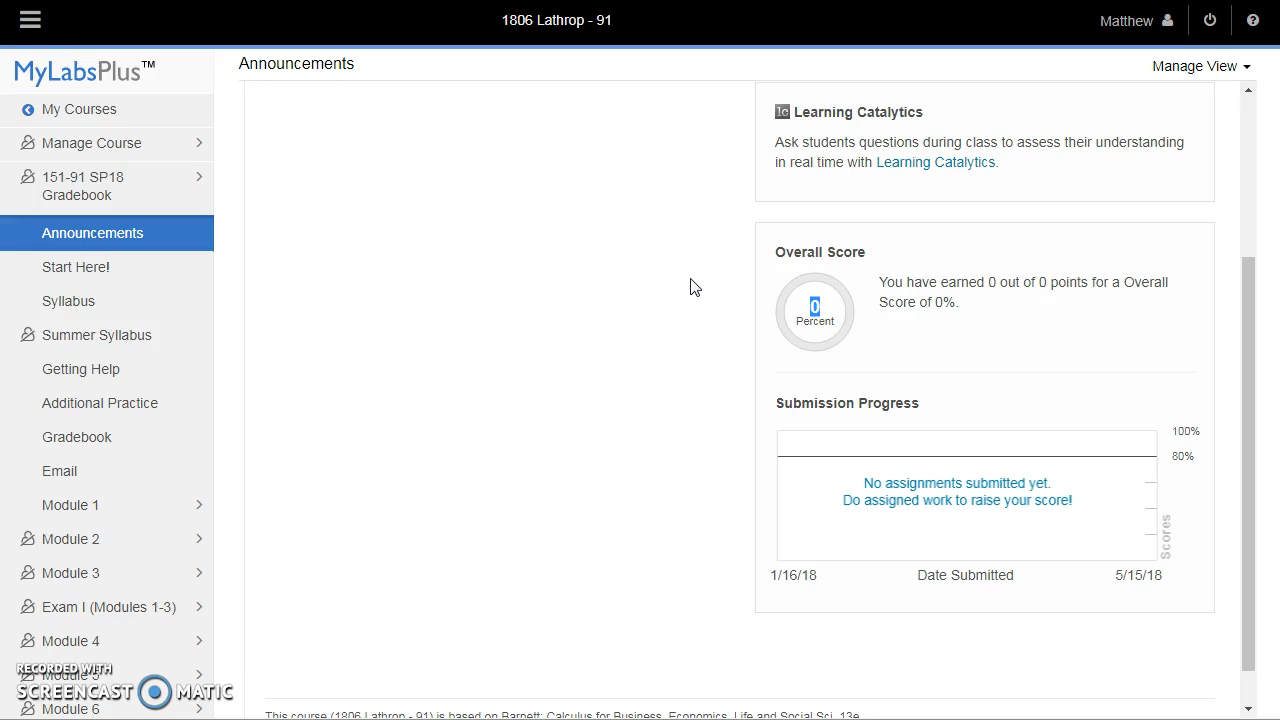 1806 Lathrop - 91
Matthew
MyLabsPlus™
Announcements
Manage View
My Courses
Manage Course
151-91 SP18
Gradebook
Announcements
Start Here!
Syllabus
Summer Syllabus
Getting Help
Additional Practice
Gradebook
Email
Module 1
Module 2
Module 3
Exam I (Modules 1-3)
Module 4
Module 5
Module 6
RECORDED WITH
SCREENCAST MATIC
lc Learning Catalytics
Ask students questions during class to assess their understanding
in real time with Learning Catalytics.
Overall Score
0
Percent
You have earned 0 out of 0 points for a Overall
Score of 0%.
Submission Progress
100%
80%
No assignments submitted yet.
Do assigned work to raise your score!
Scores
1/16/18 Date Submitted 5/15/18
This course (1806 Lathrop - 91) is based on Barnett: Calculus for Business, Economics, Life and Social Sci, 13e